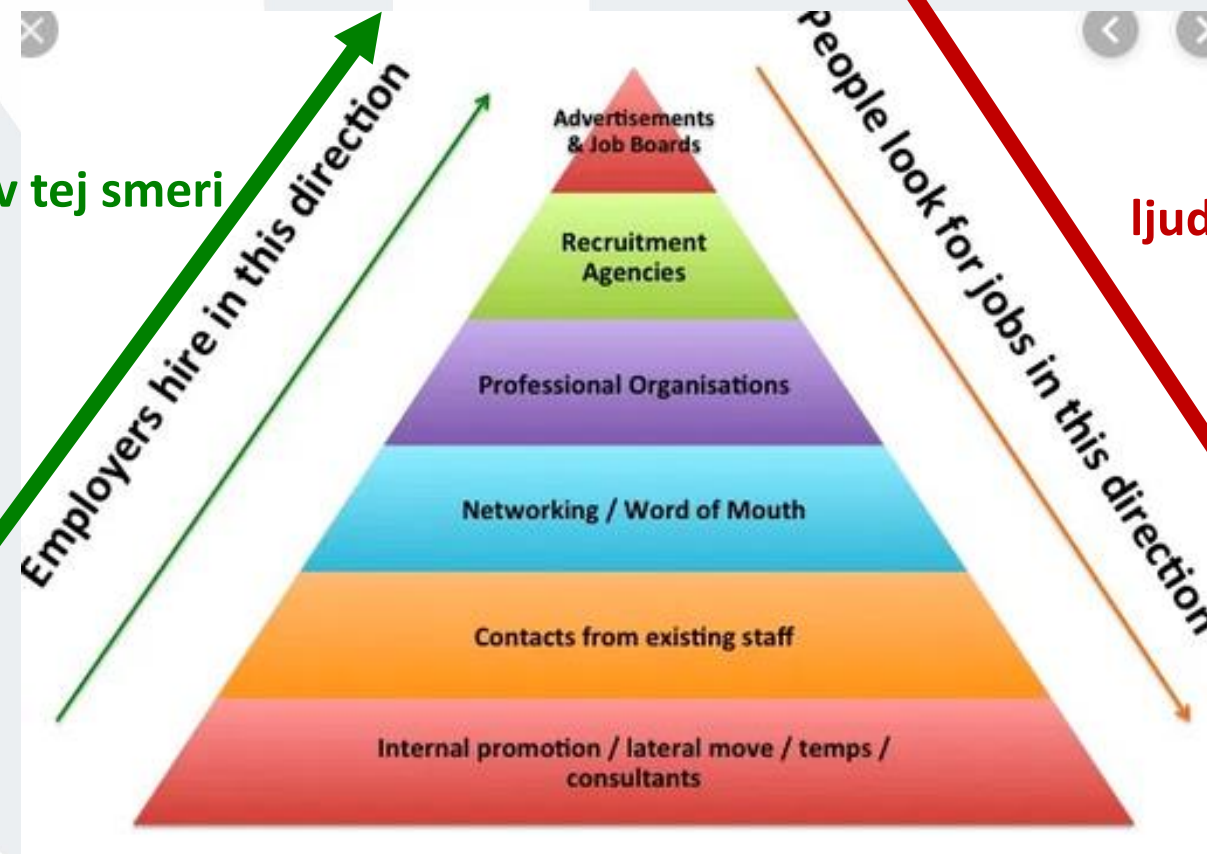 v tej smeri
Employers hire in this direction
People look for jobs in this direction
Advertisements
& Job Boards
Recruitment
Agencies
Professional Organisations
Networking / Word of Mouth
Contacts from existing staff
Internal promotion / lateral move / temps /
consultants